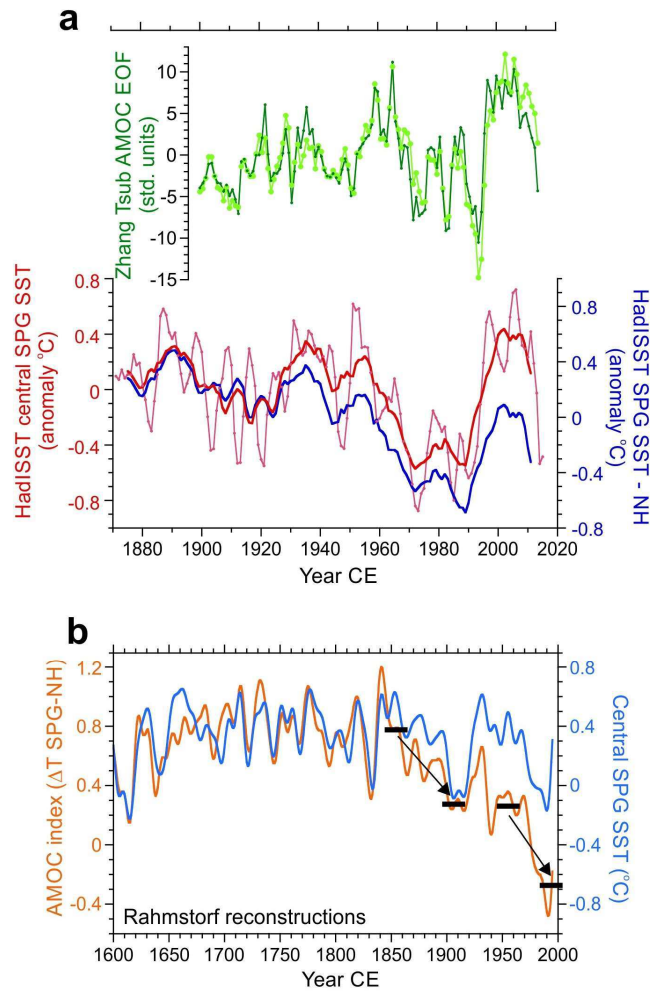 a
Zhang Tsub AMOC EOF
(std. units)
10
5
0
-5
-10
-15
HadISST central SPG SST
(anomaly °C)
0.8
0.4
0
-0.4
-0.8
0.8
0.4
0
-0.4
-0.8
HadISST SPG SST - NH
(anomaly °C)
1880 1900 1920 1940 1960 1980 2000 2020
Year CE
b
AMOC index (ΔT SPG-NH)
1.2
0.8
0.4
0
-0.4
0.8
0.4
0
-0.4
-0.8
Central SPG SST (°C)
Rahmstorf reconstructions
1600 1650 1700 1750 1800 1850 1900 1950 2000
Year CE